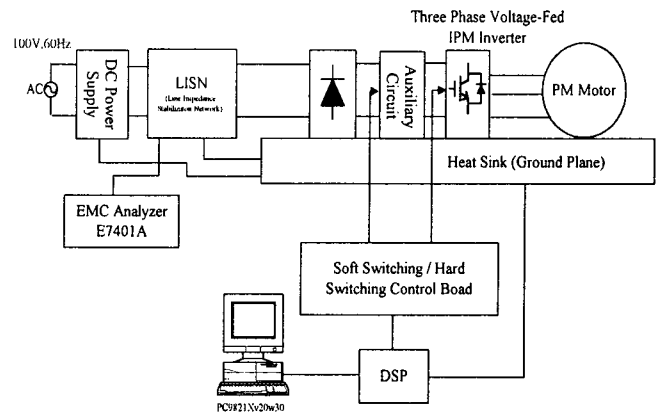 Three Phase Voltage-Fed
IPM Inverter
100V,60Hz
AC
DC Power
Supply
LISN
(Line Impedance
Stabilization Network)
Auxiliary
Circuit
PM Motor
Heat Sink (Ground Plane)
EMC Analyzer
E7401A
Soft Switching / Hard
Switching Control Boad
DSP
PC9821Xv20w30